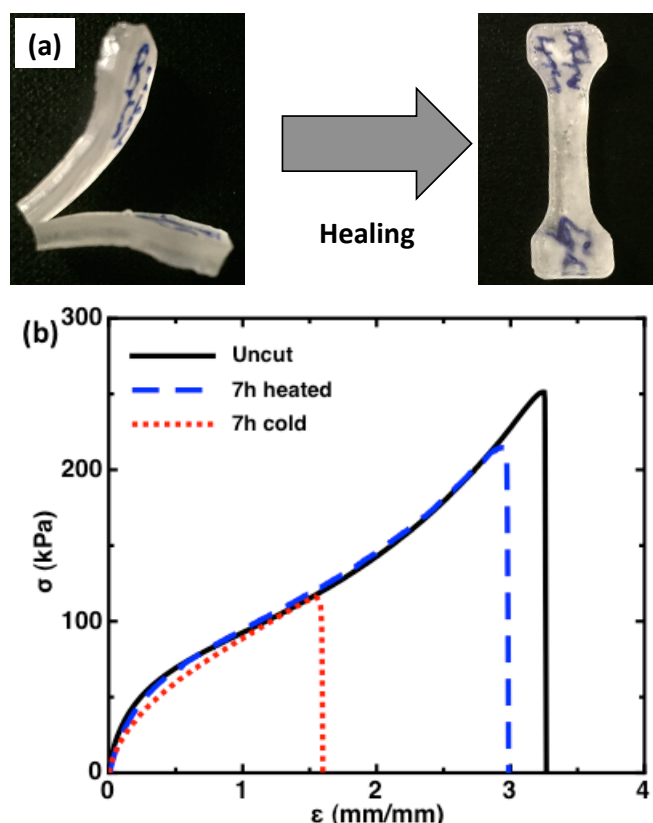 (a)
Healing
(b)
300
200
100
0
Uncut
7h heated
7h cold
σ (kPa)
0 1 2 3 4
ε (mm/mm)